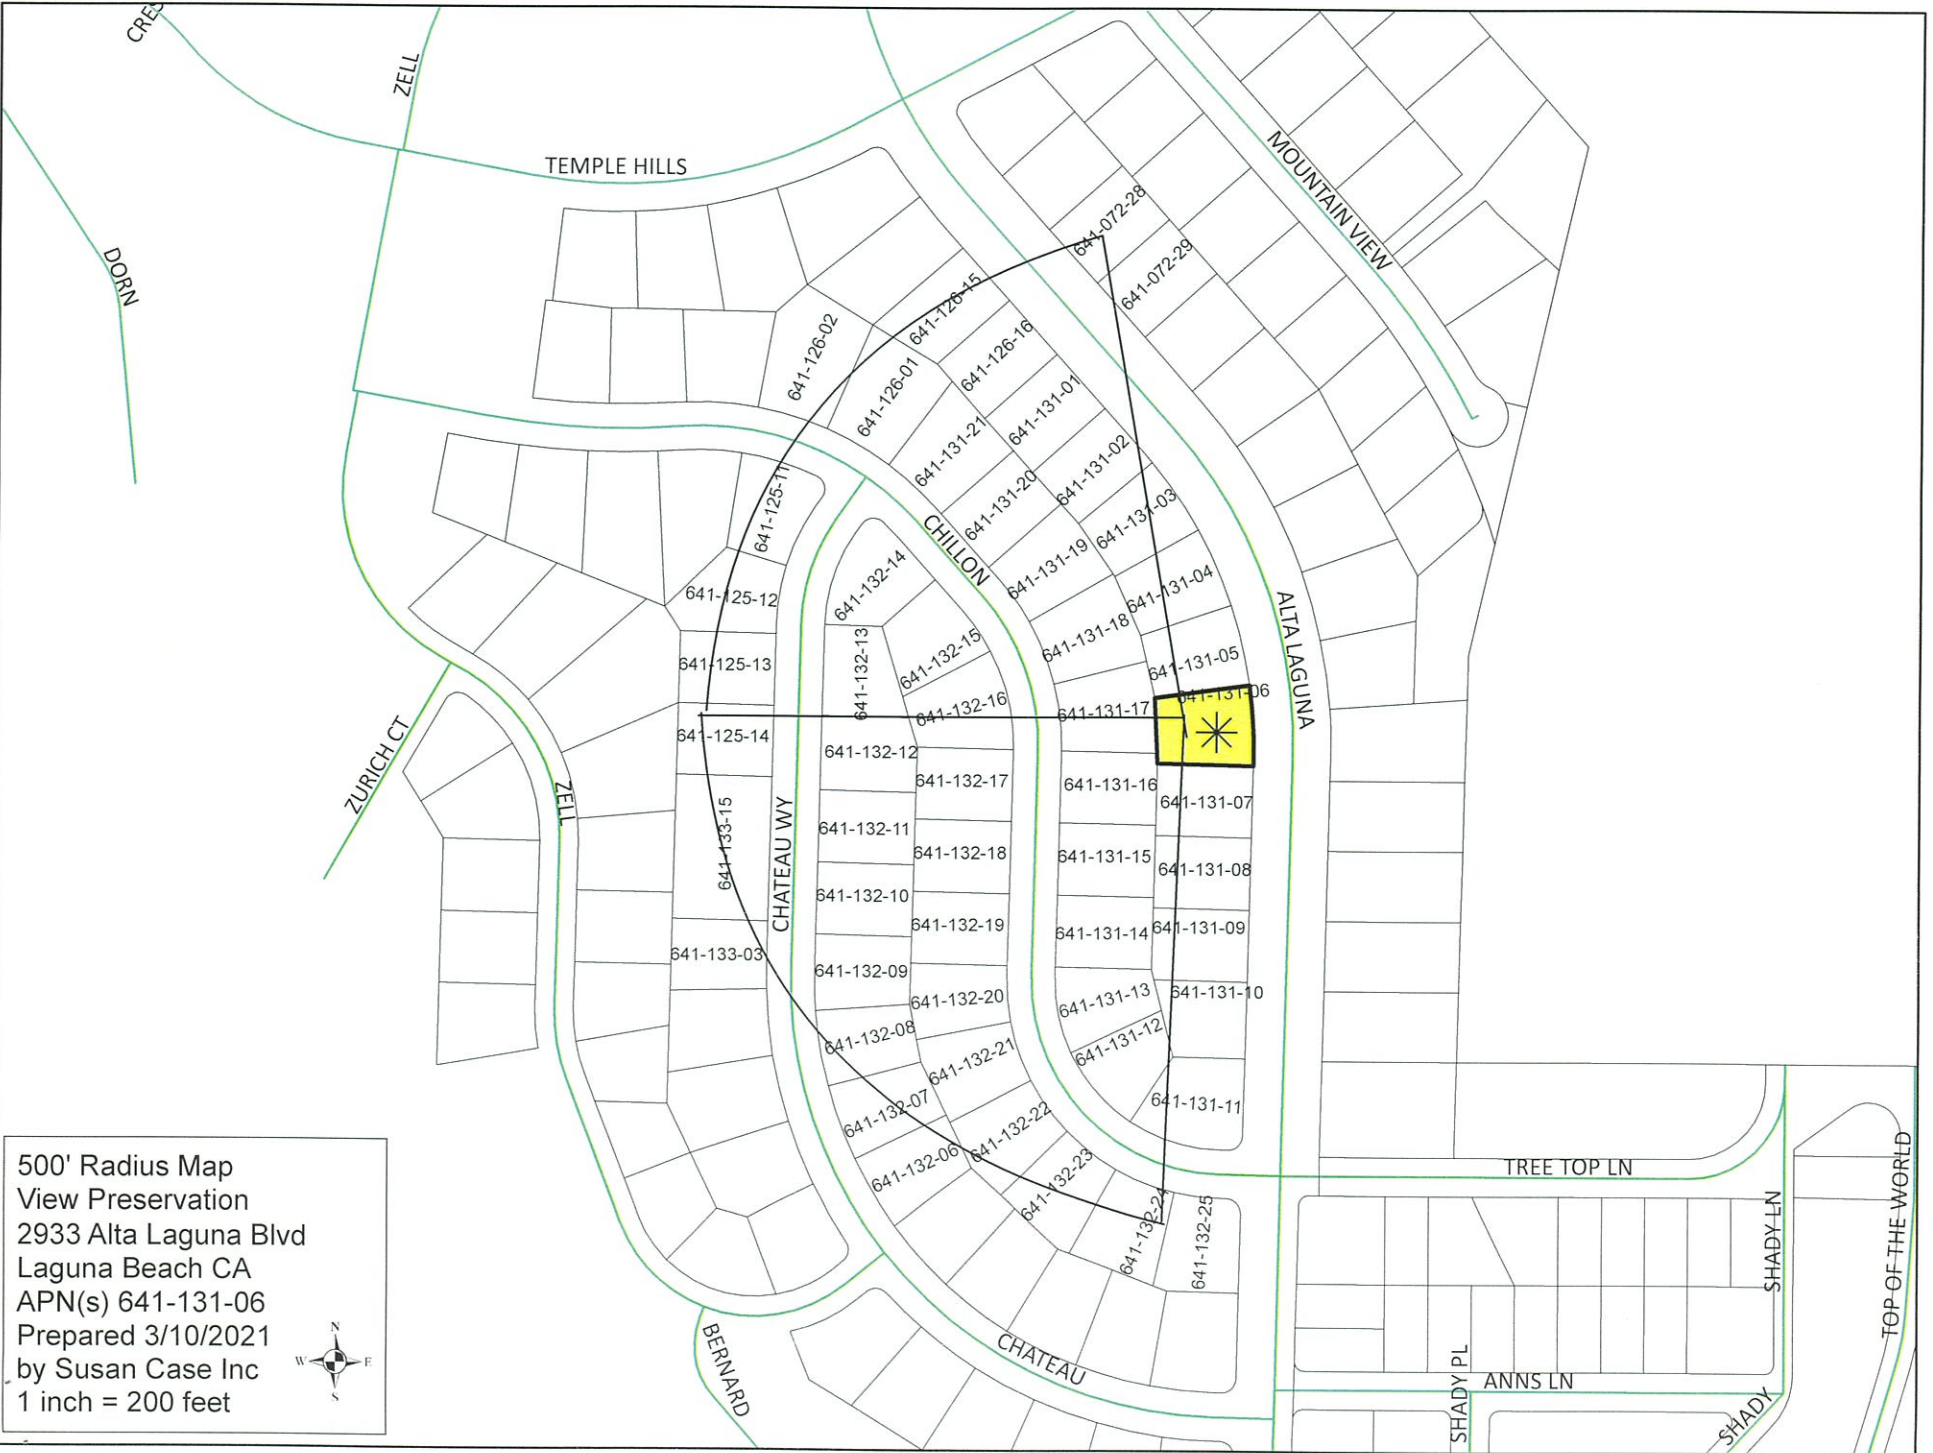 CRES
ZELL
TEMPLE HILLS
MOUNTAIN VIEW
DORN
641-072-28
641-072-29
641-126-15
641-126-02
641-126-16
641-126-01
641-131-01
641-131-21
641-131-02
641-131-20
641-131-03
641-125-11
CHILLON
641-131-19
641-132-14
641-131-04
641-125-12
ALTA LAGUNA
641-131-18
641-132-13
641-132-15
641-125-13
641-131-05
641-131-06
641-132-16
641-131-17
641-125-14
ZURICH CT
641-132-12
641-132-17
641-131-16
ZELL
641-131-07
641-133-15
CHATEAU WY
641-132-11
641-132-18
641-131-15
641-131-08
641-132-10
641-132-19
641-131-14
641-131-09
641-133-03
641-132-09
641-132-20
641-131-13
641-131-10
641-132-08
641-131-12
641-132-21
641-132-07
641-132-22
641-131-11
641-132-06
641-132-23
641-132-24
641-132-25
TREE TOP LN
SHADY LN
TOP OF THE WORLD
BERNARD
CHATEAU
ANNS LN
SHADY PL
SHADY
500' Radius Map
View Preservation
2933 Alta Laguna Blvd
Laguna Beach CA
APN(s) 641-131-06
Prepared 3/10/2021
by Susan Case Inc
1 inch = 200 feet
N
W E
S